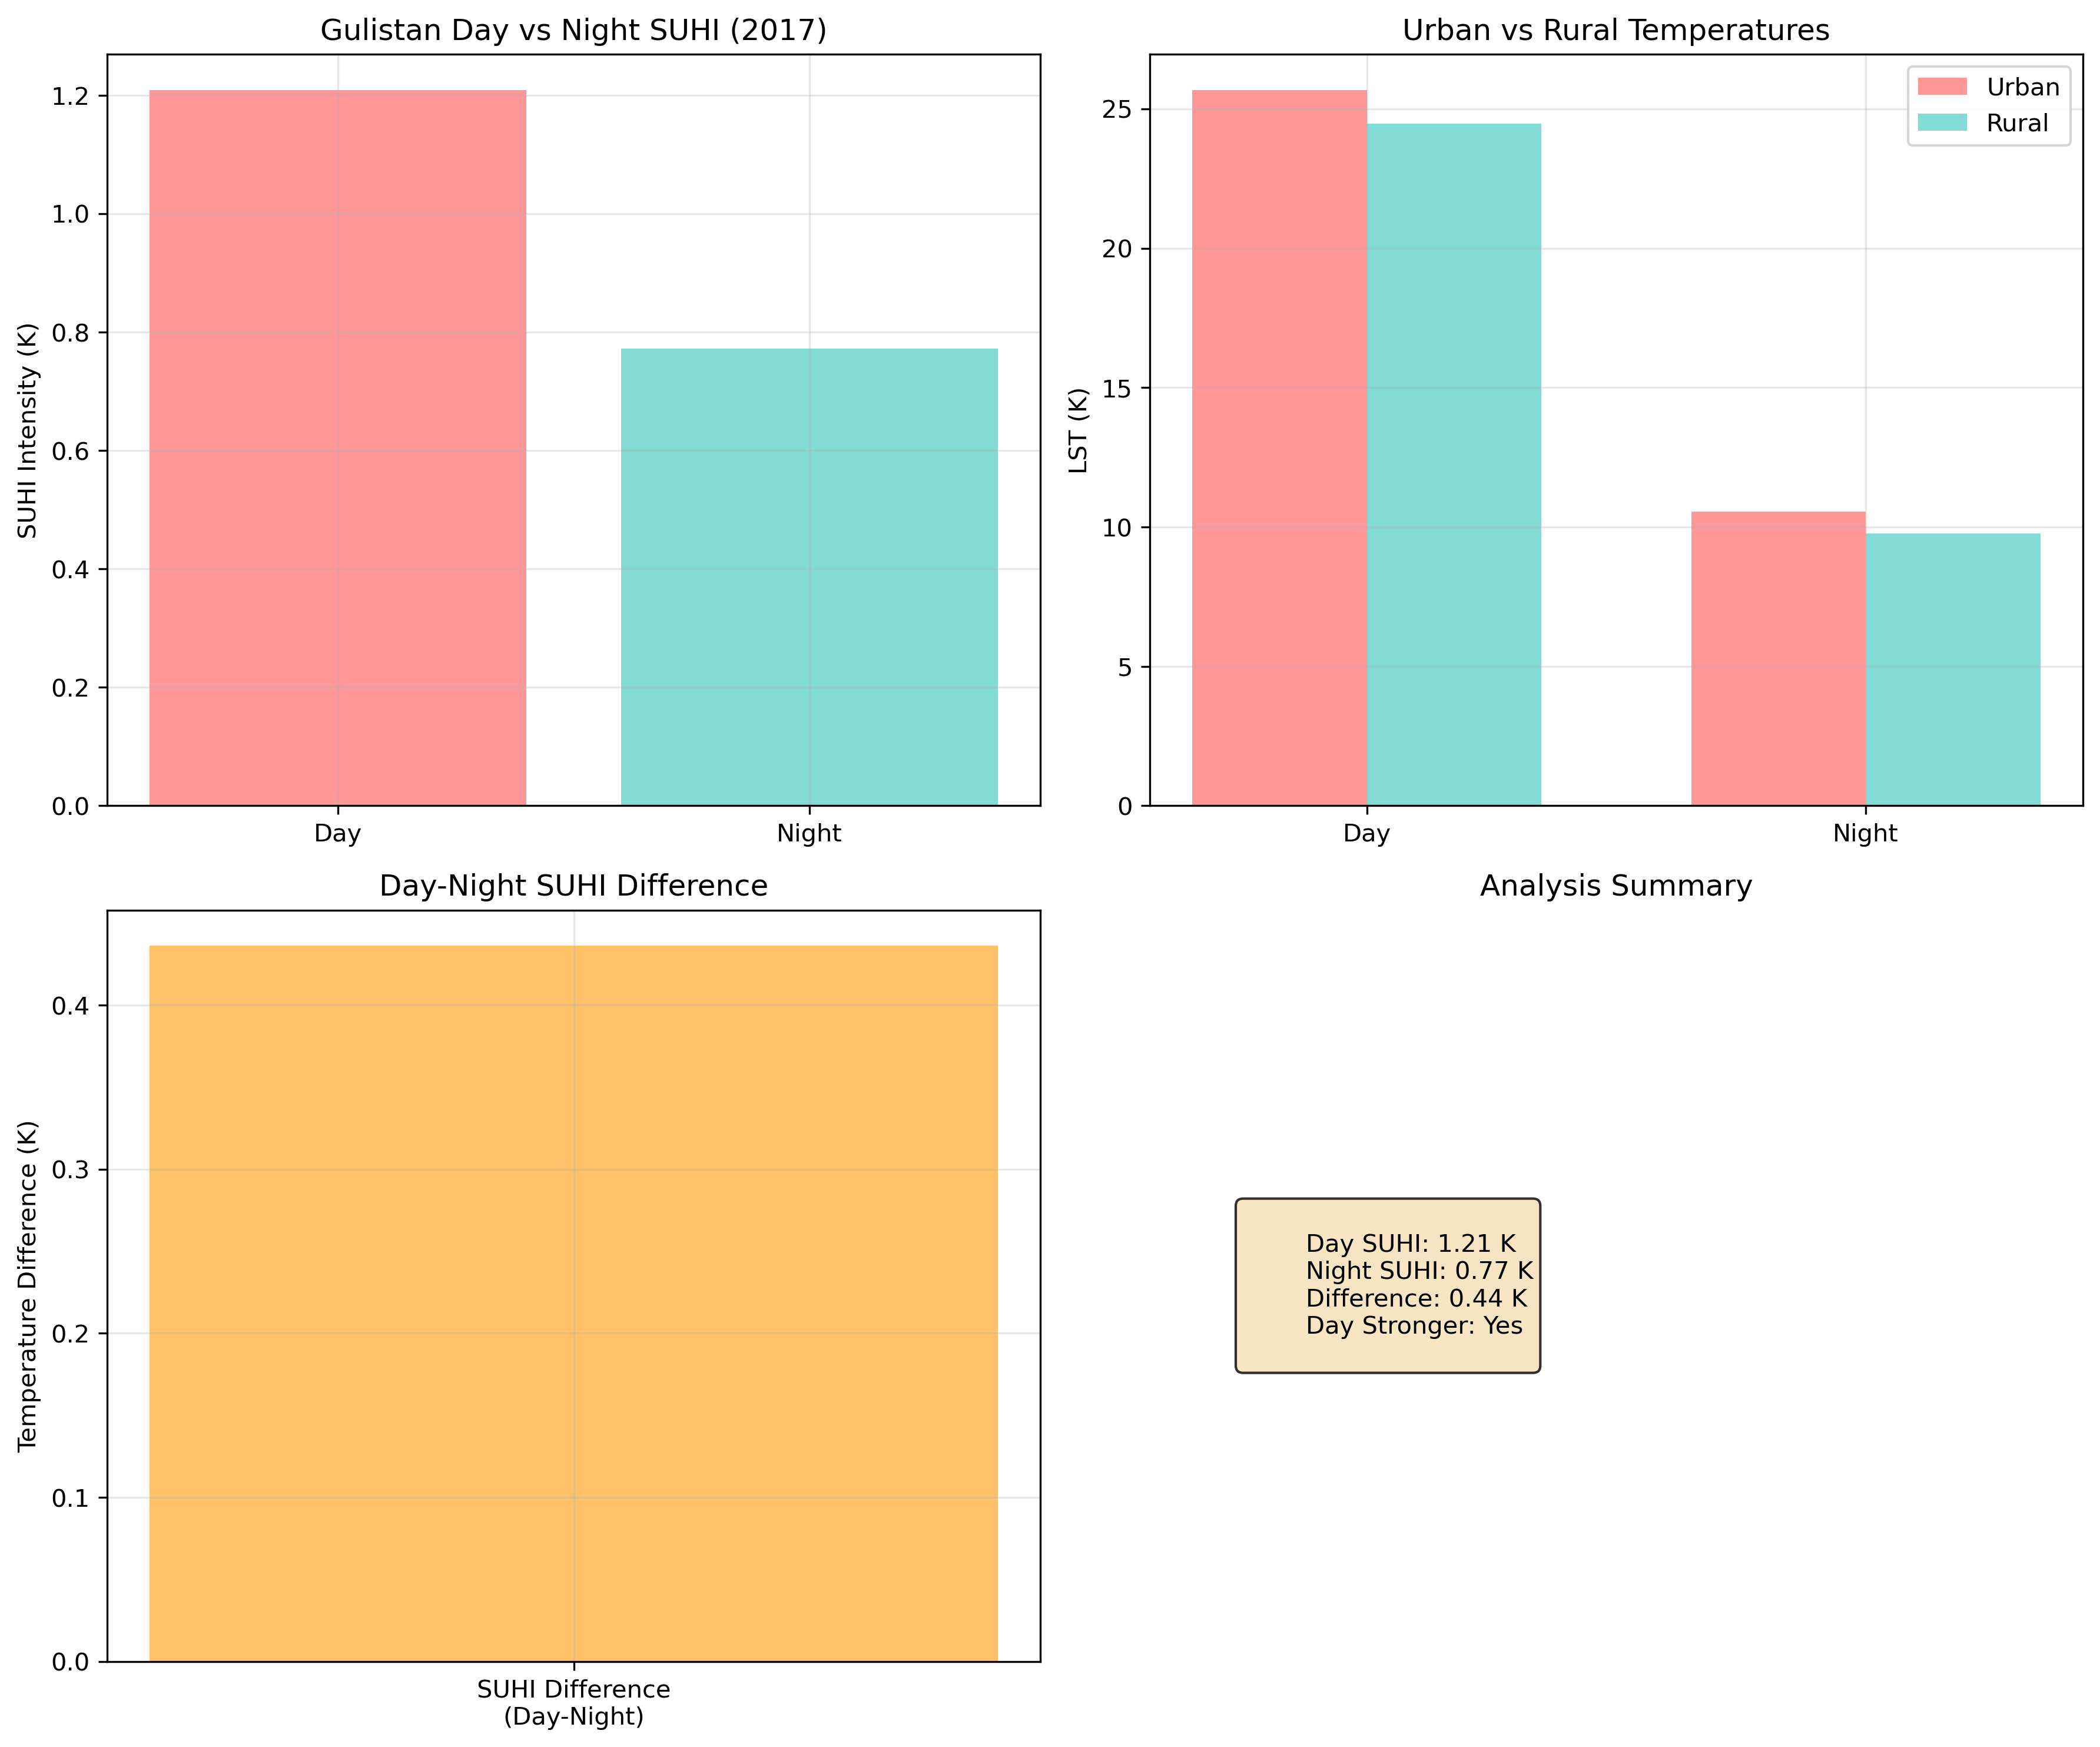 Gulistan Day vs Night SUHI (2017)
SUHI Intensity (K)
1.2
1.0
0.8
0.6
0.4
0.2
0.0
Day
Night
Urban vs Rural Temperatures
LST (K)
25
20
15
10
5
0
Day
Night
Urban
Rural
Day-Night SUHI Difference
Temperature Difference (K)
0.4
0.3
0.2
0.1
0.0
SUHI Difference
(Day-Night)
Analysis Summary
Day SUHI: 1.21 K
Night SUHI: 0.77 K
Difference: 0.44 K
Day Stronger: Yes